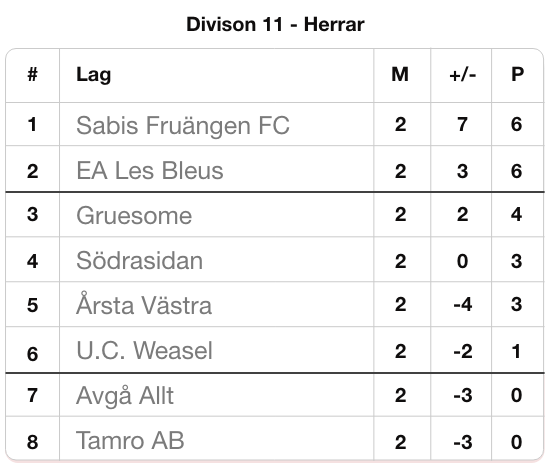 Divison 11 - Herrar
# Lag M +/- P
1 Sabis Fruängen FC 2 7 6
2 EA Les Bleus 2 3 6
3 Gruesome 2 2 4
4 Södrasidan 2 0 3
5 Årsta Västra 2 -4 3
6 U.C. Weasel 2 -2 1
7 Avgå Allt 2 -3 0
8 Tamro AB 2 -3 0